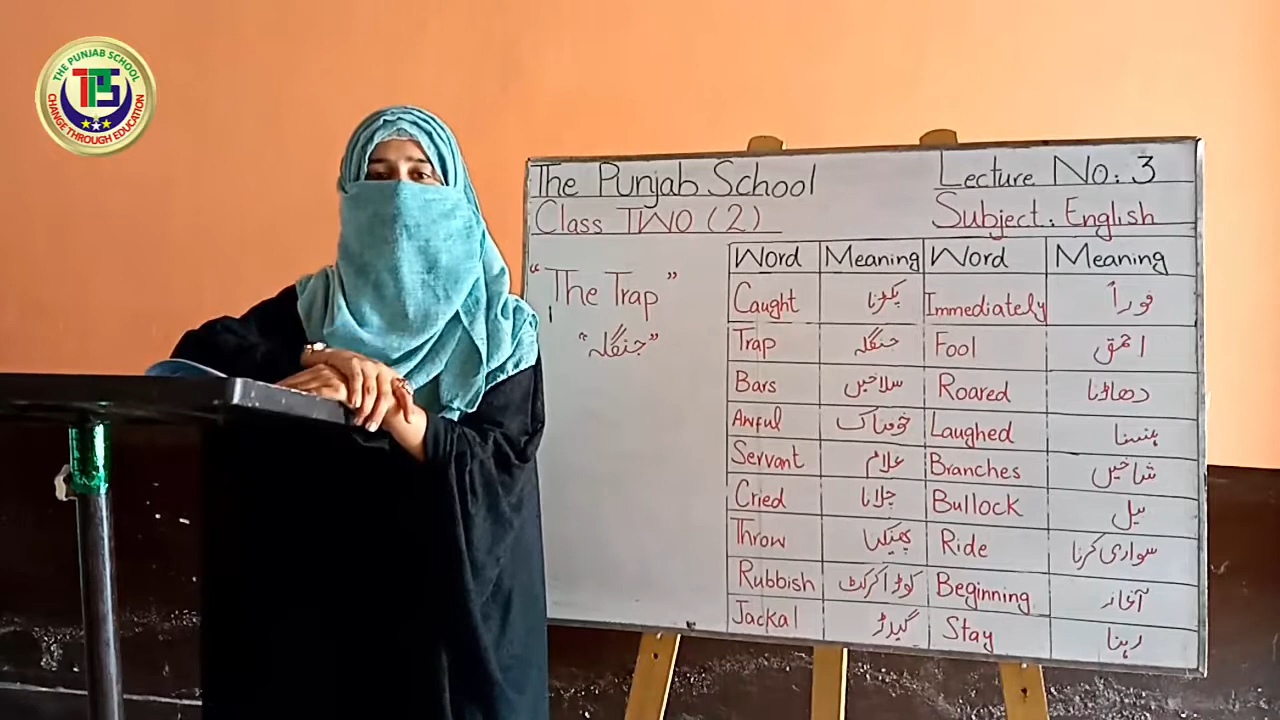 THE PUNJAB SCHOOL
TPS
CHANGE THROUGH EDUCATION
The Punjab School Lecture No: 3
Class TWO (2) Subject: English
"The Trap"
"جنگلہ"
Word Meaning Word Meaning
Caught پکڑنا Immediately فوراً
Trap جنگلہ Fool احمق
Bars سلاخیں Roared دھاڑنا
Awful خوفناک Laughed ہنسنا
Servant غلام Branches شاخیں
Cried چلانا Bullock بیل
Throw پھینکنا Ride سواری کرنا
Rubbish کوڑا کرکٹ Beginning آغاز
Jackal گیدڑ Stay رہنا